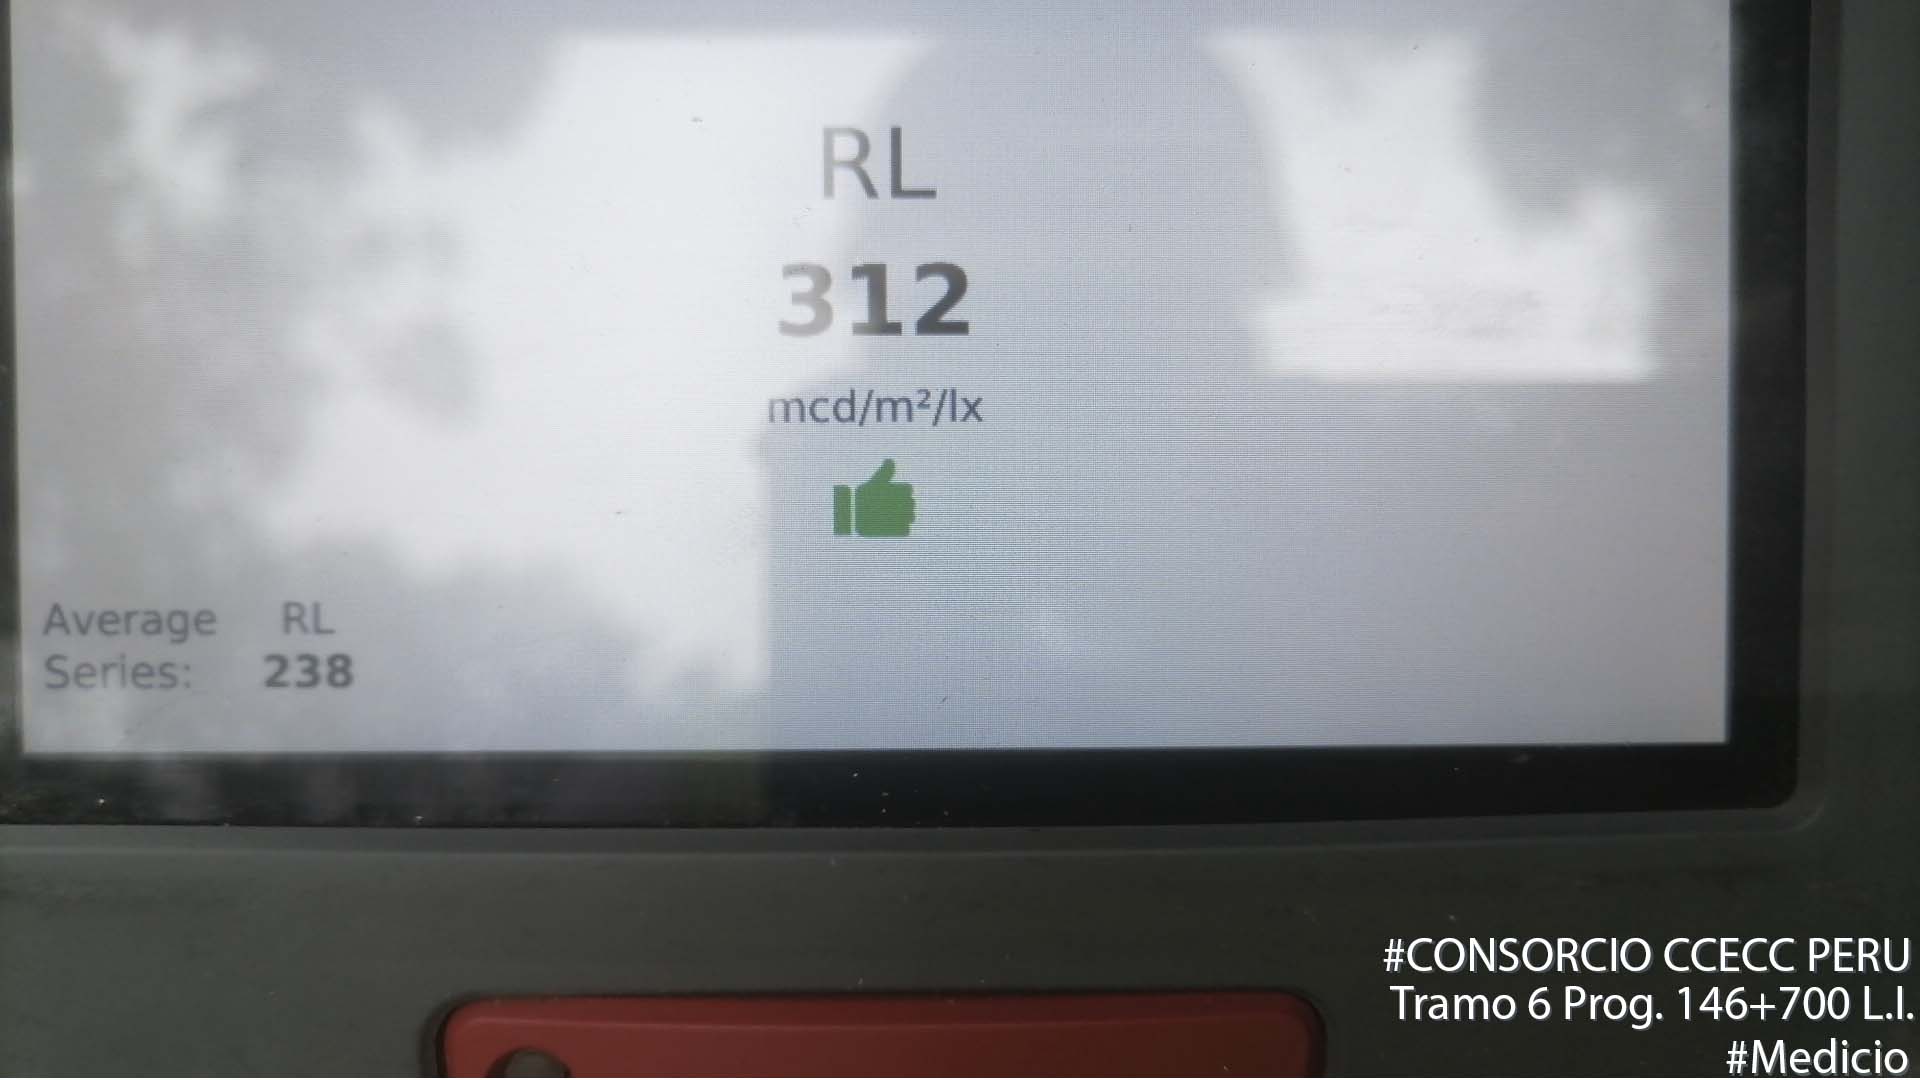 RL
312
mcd/m²/lx
Average RL
Series: 238
#CONSORCIO CCECC PERU
Tramo 6 Prog. 146+700 L.I.
#Medicio